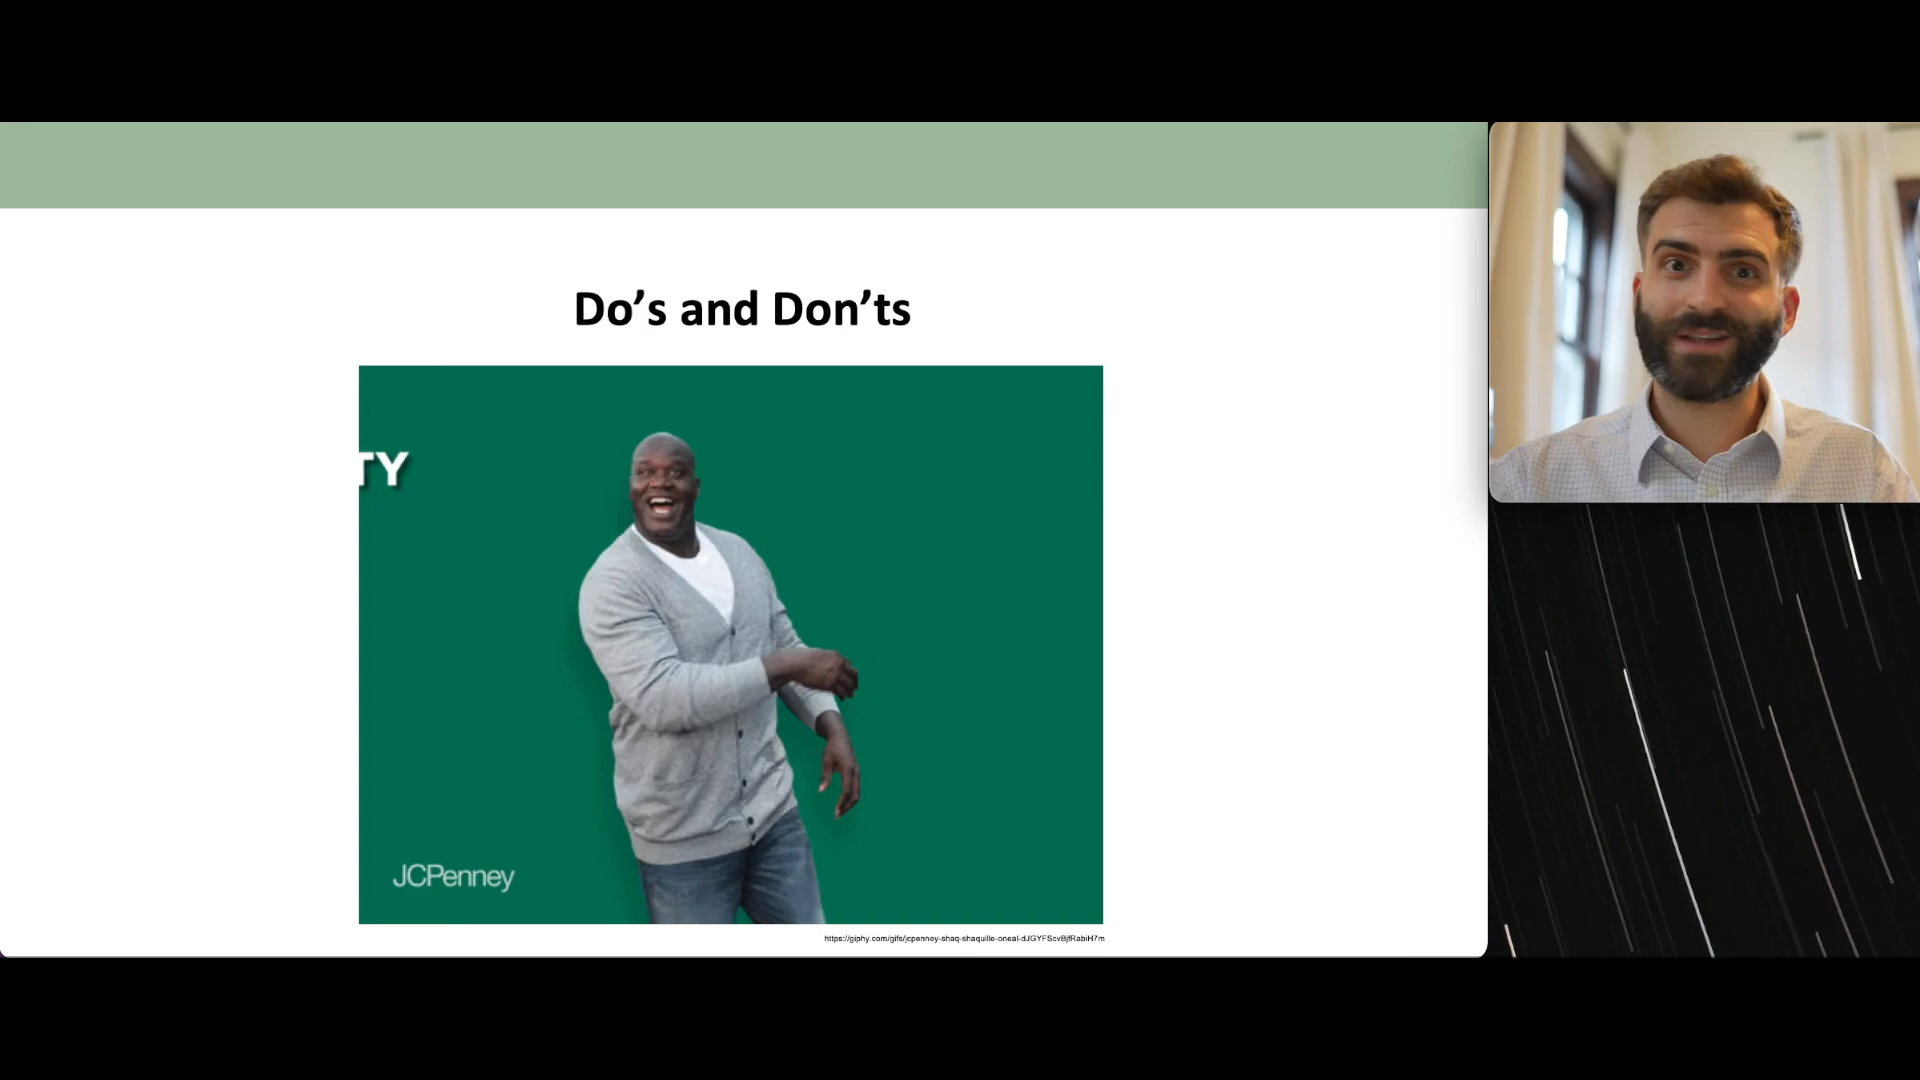 Do’s and Don’ts
TY
JCPenney
https://giphy.com/gifs/jcpenney-shaq-shaquille-oneal-dJGYFScvBjfRabiH7m